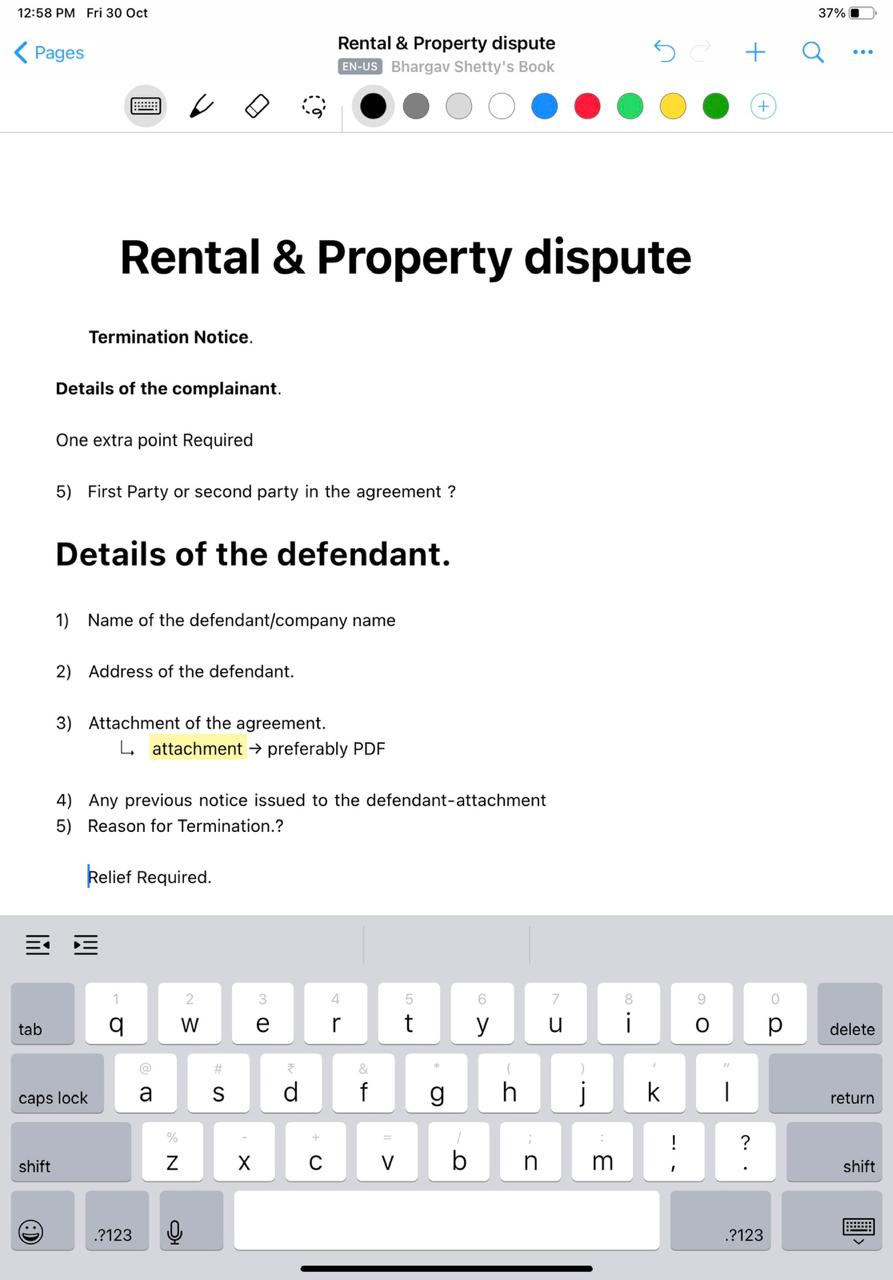 12:58 PM Fri 30 Oct 37%
Pages
Rental & Property dispute
EN-US Bhargav Shetty's Book
Rental & Property dispute
Termination Notice.
Details of the complainant.
One extra point Required
5) First Party or second party in the agreement ?
Details of the defendant.
1) Name of the defendant/company name
2) Address of the defendant.
3) Attachment of the agreement.
↳ attachment → preferably PDF
4) Any previous notice issued to the defendant-attachment
5) Reason for Termination.?
Relief Required.
1 2 3 4 5 6 7 8 9 0
tab q w e r t y u i o p delete
@ # ₹ & * ( ) ' "
caps lock a s d f g h j k l return
% - + = / ; : ! ?
shift z x c v b n m , . shift
.?123 .?123